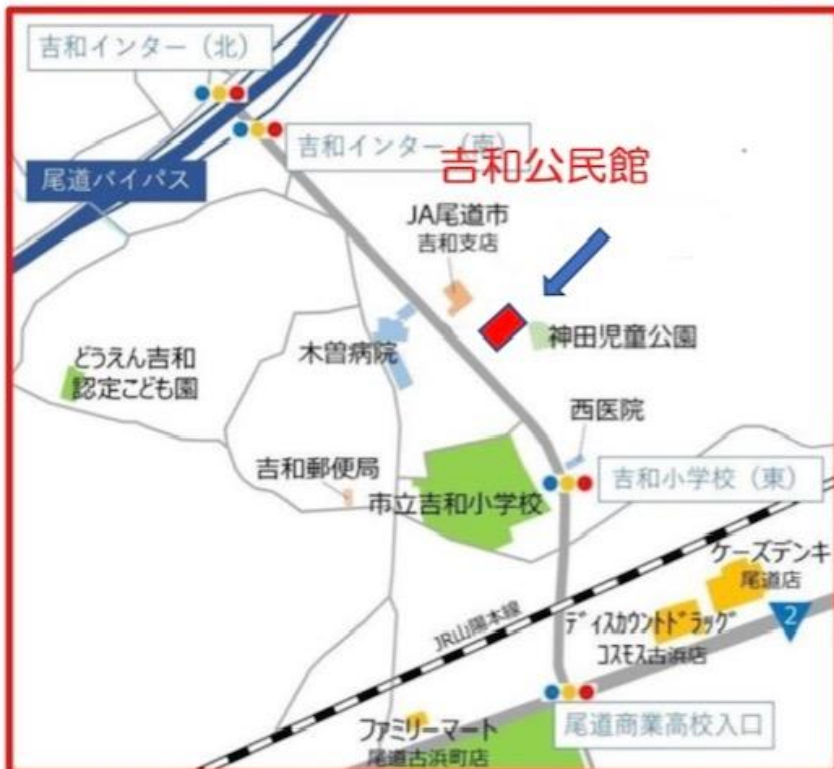 吉和インター（北）
吉和インター（南）
尾道バイパス
吉和公民館
JA尾道市
吉和支店
木曽病院
神田児童公園
どうえん吉和
認定こども園
西医院
吉和郵便局
市立吉和小学校
吉和小学校（東）
ケーズデンキ
尾道店
2
JR山陽本線
ディスカウントドラッグ
コスモス古浜店
尾道商業高校入口
ファミリーマート
尾道古浜町店